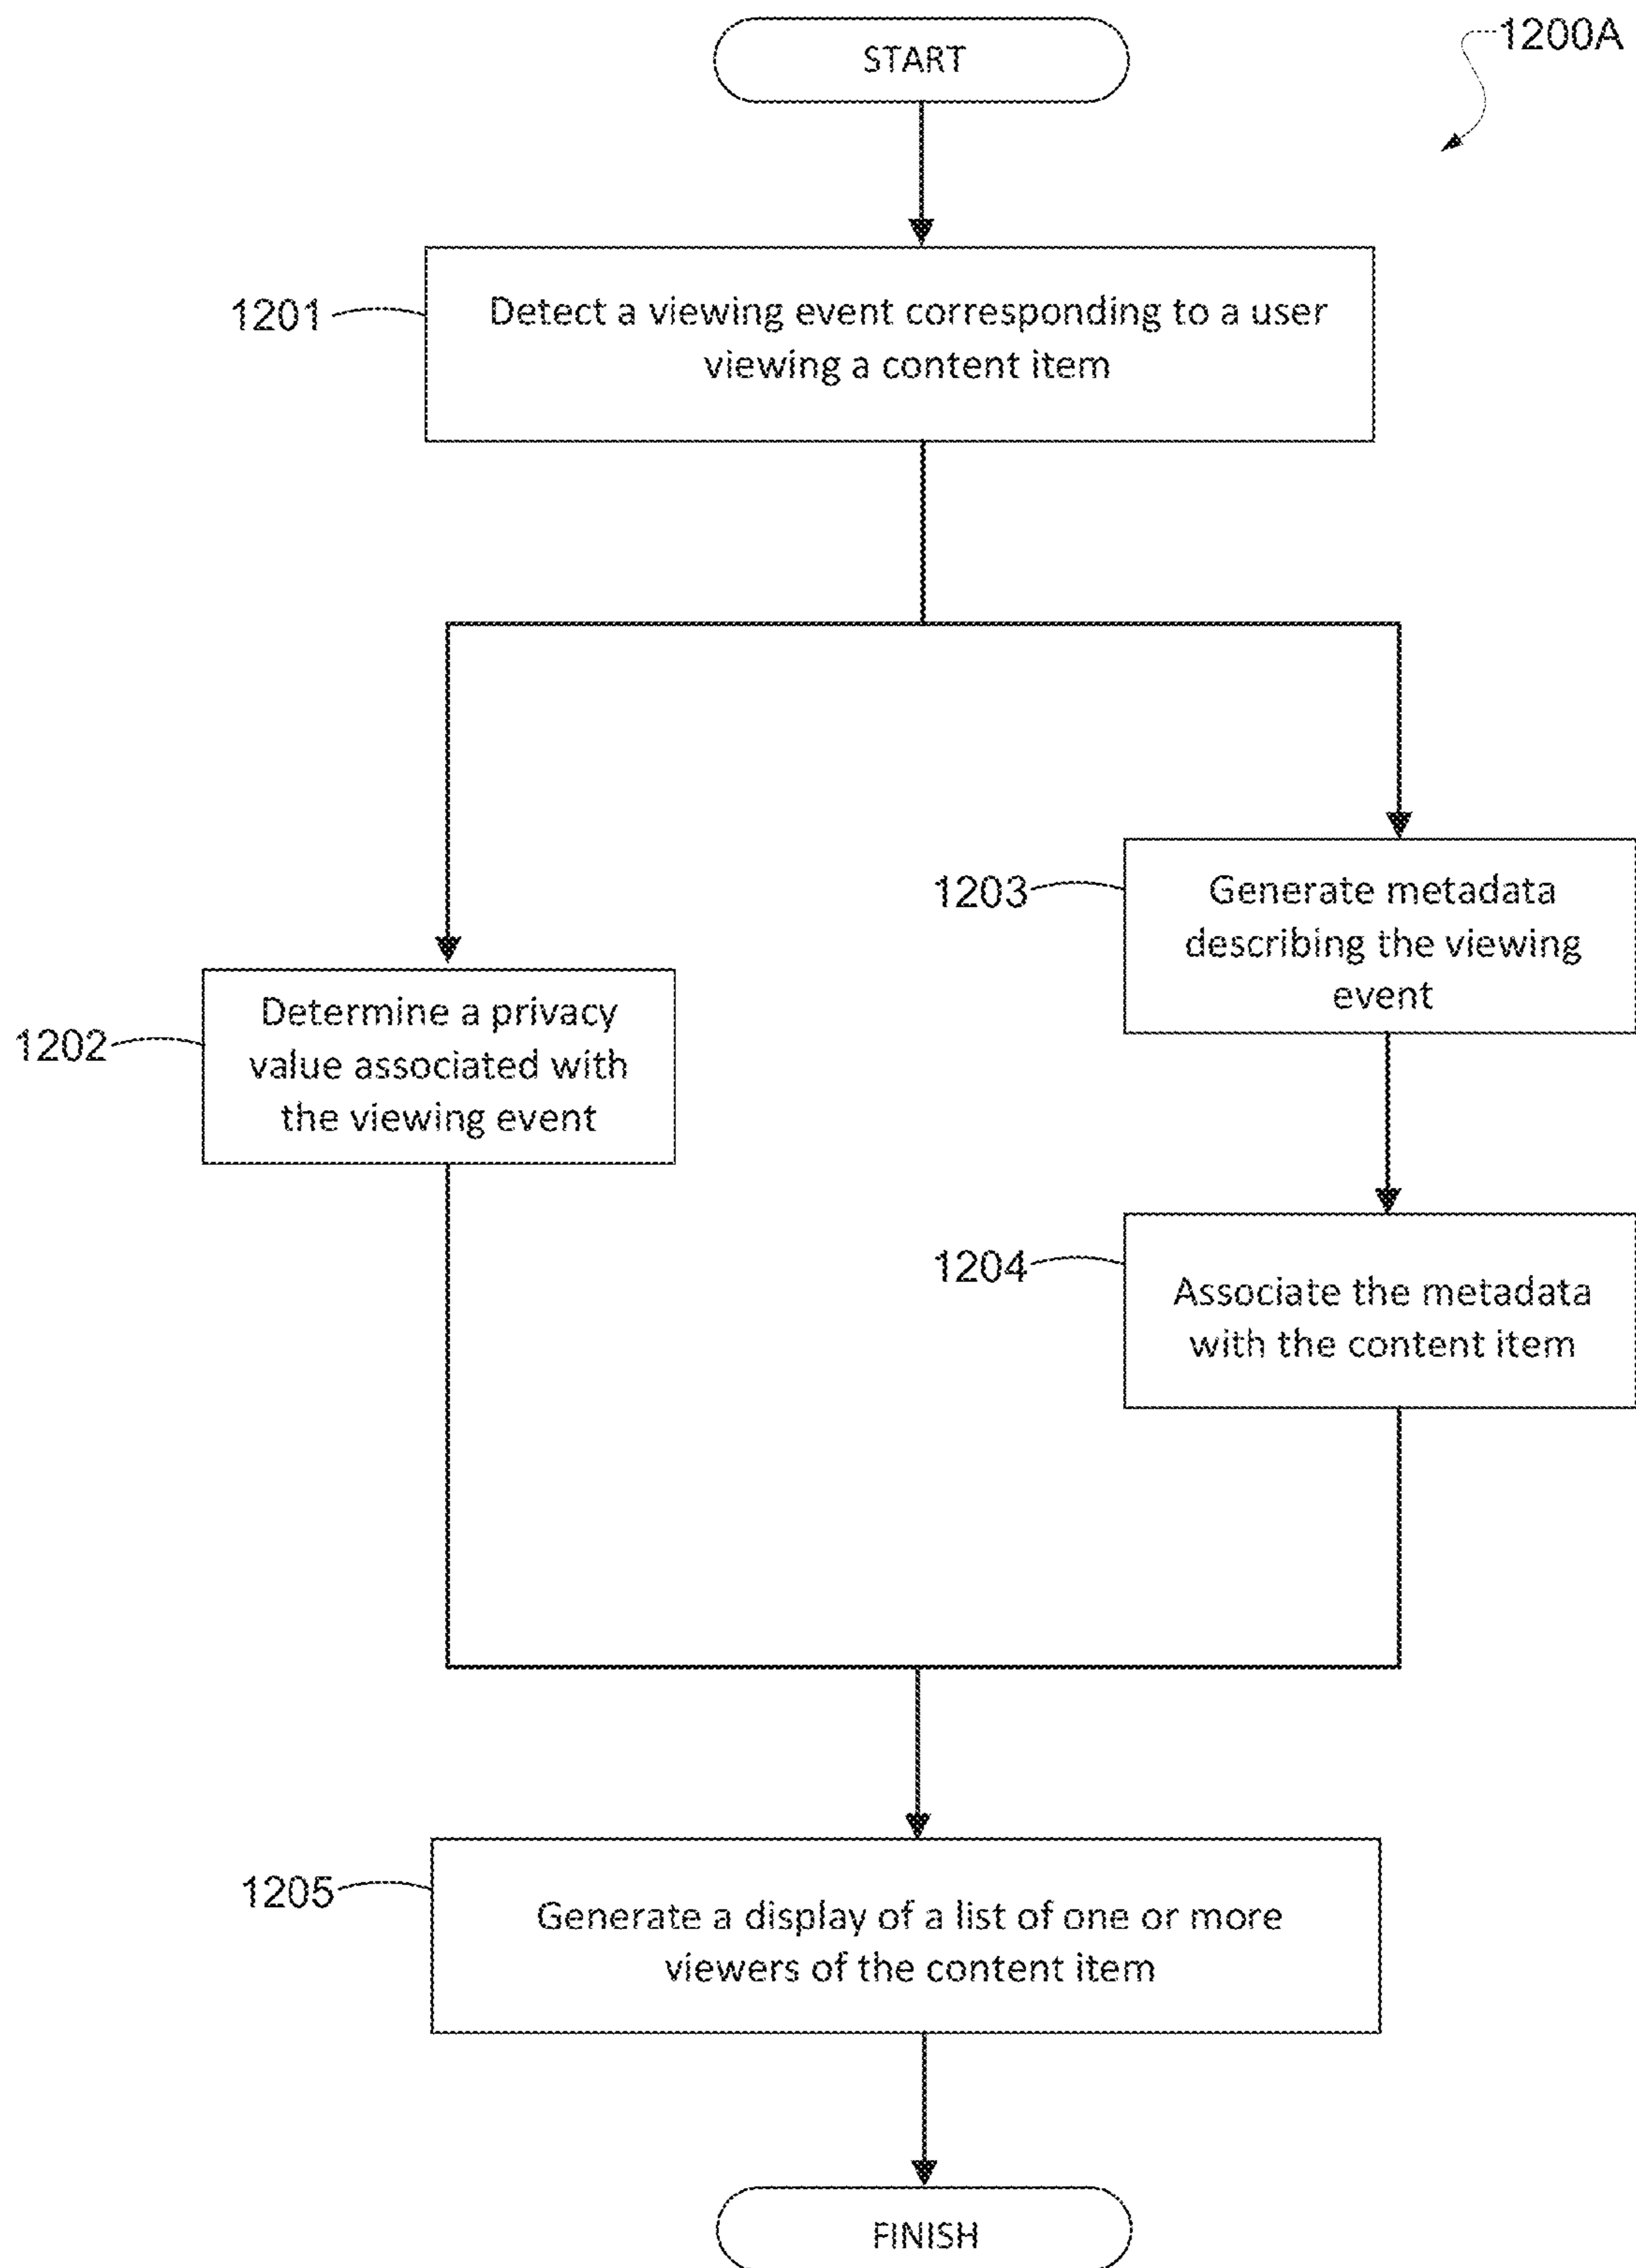 START
1200A
1201
Detect a viewing event corresponding to a user
viewing a content item
1203
Generate metadata
describing the viewing
event
1202
Determine a privacy
value associated with
the viewing event
1204
Associate the metadata
with the content item
1205
Generate a display of a list of one or more
viewers of the content item
FINISH